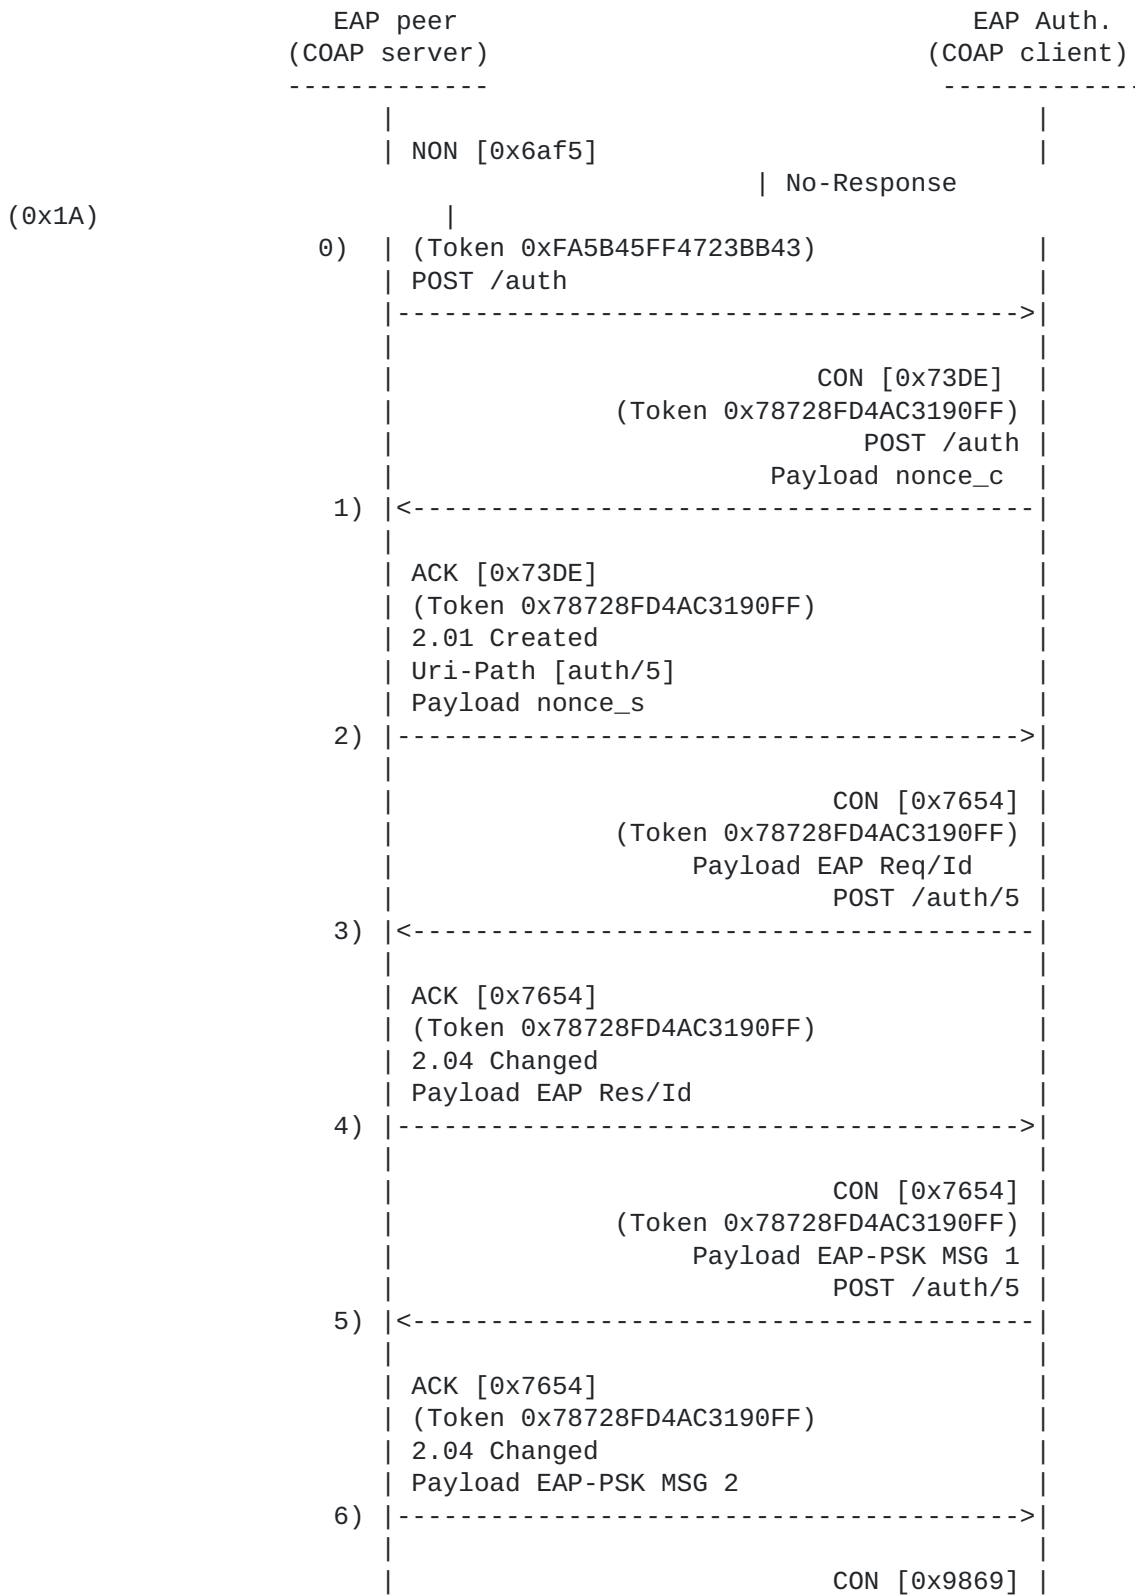 EAP peer                                 EAP Auth.
(COAP server)                            (COAP client)
-------------                             -------------
|                                         |
| NON [0x6af5]                            |
| No-Response
(0x1A)                      |
0)  | (Token 0xFA5B45FF4723BB43)              |
| POST /auth                              |
|---------------------------------------->|
|                                         |
|                           CON [0x73DE]  |
|              (Token 0x78728FD4AC3190FF) |
|                              POST /auth |
|                        Payload nonce_c  |
1) |<----------------------------------------|
|                                         |
| ACK [0x73DE]                            |
| (Token 0x78728FD4AC3190FF)              |
| 2.01 Created                            |
| Uri-Path [auth/5]                       |
| Payload nonce_s                         |
2) |---------------------------------------->|
|                                         |
|                            CON [0x7654] |
|              (Token 0x78728FD4AC3190FF) |
|                   Payload EAP Req/Id    |
|                            POST /auth/5 |
3) |<----------------------------------------|
|                                         |
| ACK [0x7654]                            |
| (Token 0x78728FD4AC3190FF)              |
| 2.04 Changed                            |
| Payload EAP Res/Id                      |
4) |---------------------------------------->|
|                                         |
|                            CON [0x7654] |
|              (Token 0x78728FD4AC3190FF) |
|                   Payload EAP-PSK MSG 1 |
|                            POST /auth/5 |
5) |<----------------------------------------|
|                                         |
| ACK [0x7654]                            |
| (Token 0x78728FD4AC3190FF)              |
| 2.04 Changed                            |
| Payload EAP-PSK MSG 2                   |
6) |---------------------------------------->|
|                                         |
|                            CON [0x9869] |